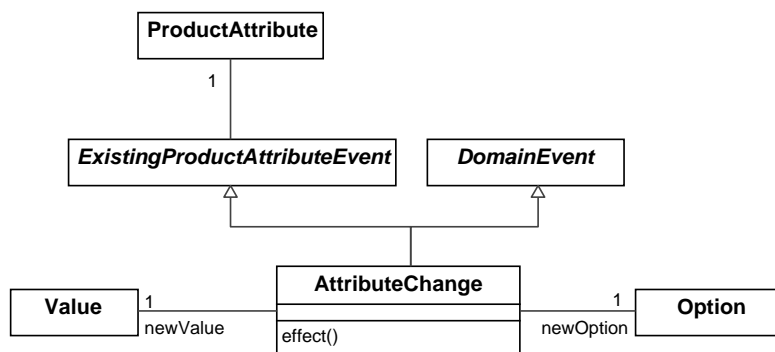 ProductAttribute
1
ExistingProductAttributeEvent
DomainEvent
AttributeChange
Value
1
newValue
effect()
1
newOption
Option